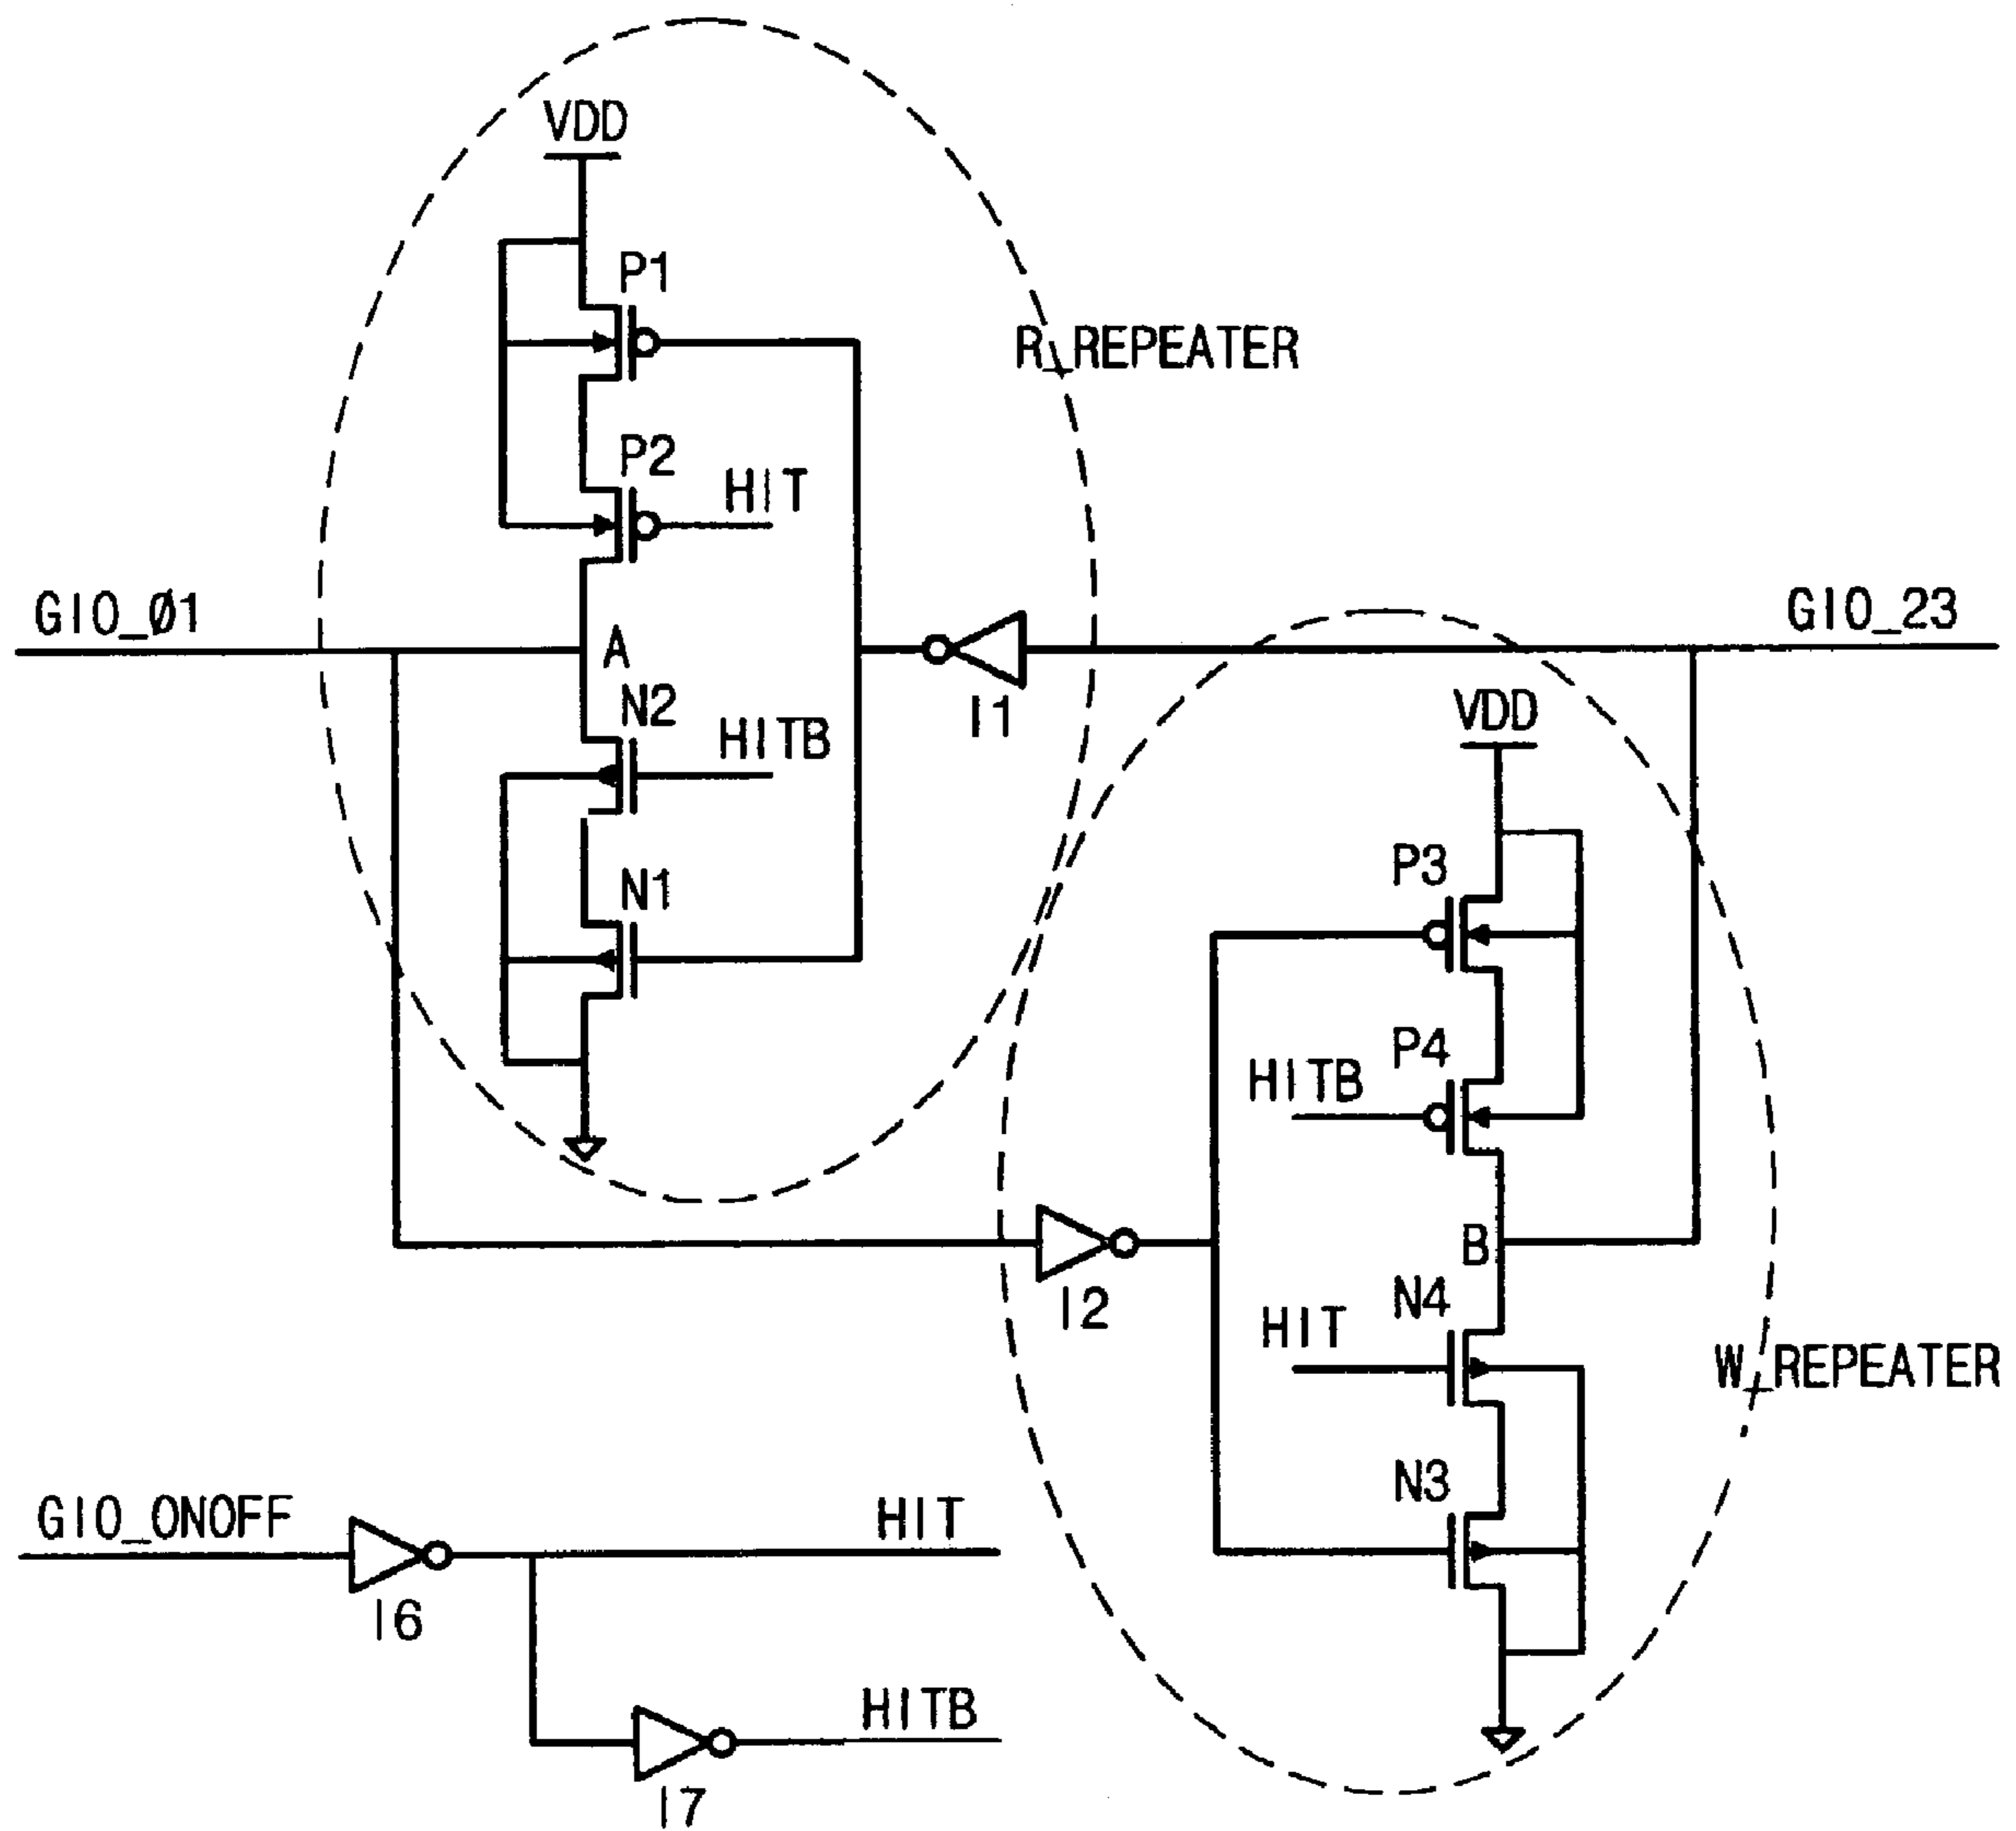 VDD
P1
R_REPEATER
P2
HIT
GIO_Ø1
A
GIO_23
N2
HITB
I1
VDD
N1
P3
P4
HITB
B
I2
N4
HIT
W_REPEATER
N3
GIO_ONOFF
HIT
I6
HITB
I7